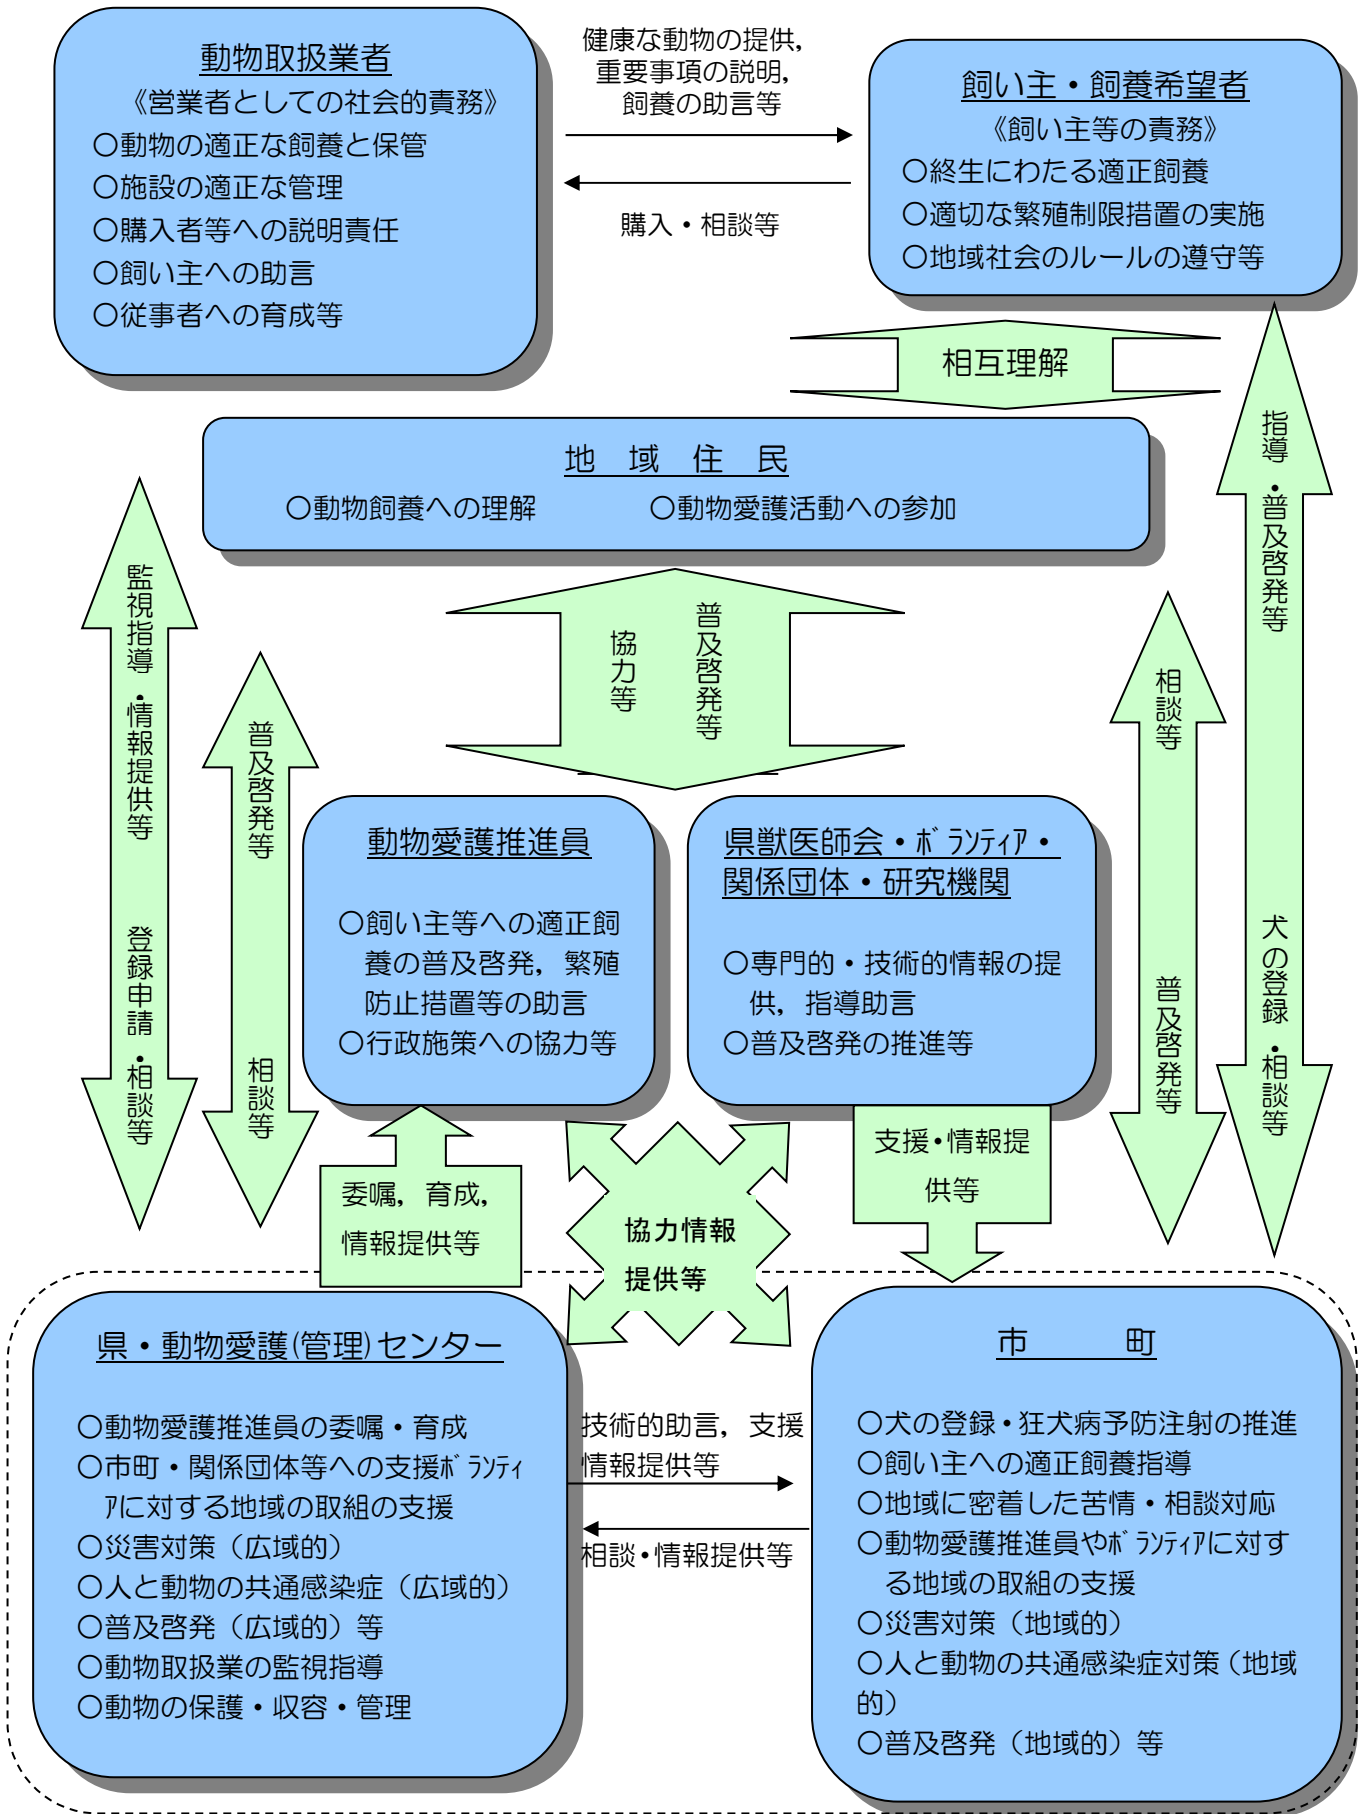 動物取扱業者
《営業者としての社会的責務》
○動物の適正な飼養と保管
○施設の適正な管理
○購入者等への説明責任
○飼い主への助言
○従事者への育成等
健康な動物の提供，
重要事項の説明，
飼養の助言等
購入・相談等
飼い主・飼養希望者
《飼い主等の責務》
○終生にわたる適正飼養
○適切な繁殖制限措置の実施
○地域社会のルールの遵守等
相互理解
地　域　住　民
○動物飼養への理解　○動物愛護活動への参加
監視指導・情報提供等
登録申請・相談等
普及啓発等
相談等
協力等
普及啓発等
相談等
普及啓発等
指導・普及啓発等
犬の登録・相談等
動物愛護推進員
○飼い主等への適正飼
養の普及啓発，繁殖
防止措置等の助言
○行政施策への協力等
県獣医師会・ﾎﾞﾗﾝﾃｨｱ・
関係団体・研究機関
○専門的・技術的情報の提
供，指導助言
○普及啓発の推進等
委嘱，育成，
情報提供等
協力情報
提供等
支援・情報提
供等
県・動物愛護(管理)センター
○動物愛護推進員の委嘱・育成
○市町・関係団体等への支援ﾎﾞﾗﾝﾃｨ
ｱに対する地域の取組の支援
○災害対策（広域的）
○人と動物の共通感染症（広域的）
○普及啓発（広域的）等
○動物取扱業の監視指導
○動物の保護・収容・管理
技術的助言，支援
情報提供等
相談・情報提供等
市　　　町
○犬の登録・狂犬病予防注射の推進
○飼い主への適正飼養指導
○地域に密着した苦情・相談対応
○動物愛護推進員やﾎﾞﾗﾝﾃｨｱに対す
る地域の取組の支援
○災害対策（地域的）
○人と動物の共通感染症対策（地域
的）
○普及啓発（地域的）等